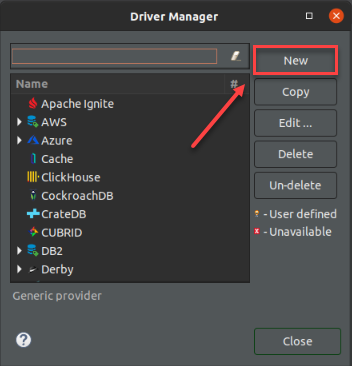 Driver Manager
New
Name #
Copy
Apache Ignite
AWS
Edit ...
Azure
Cache
Delete
ClickHouse
CockroachDB
Un-delete
CrateDB
- User defined
CUBRID
- Unavailable
DB2
Derby
Generic provider
?
Close